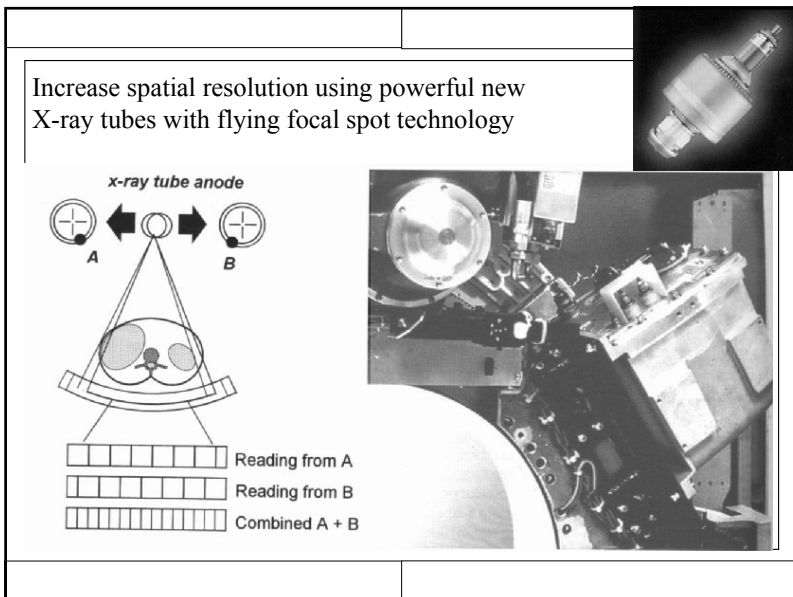 Increase spatial resolution using powerful new
X-ray tubes with flying focal spot technology
x-ray tube anode
A
B
Reading from A
Reading from B
Combined A + B